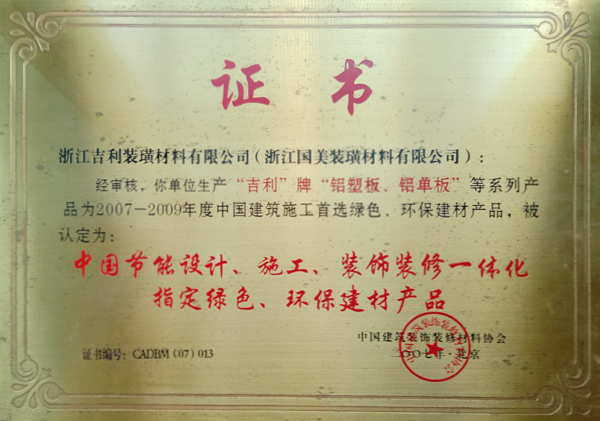 证书
浙江吉利装璜材料有限公司（浙江国美装璜材料有限公司）：
经审核，你单位生产“吉利”牌“铝塑板、铝单板”等系列产
品为2007－2009年度中国建筑施工首选绿色、环保建材产品，被
认定为：
中国节能设计、施工、装饰装修一体化
指定绿色、环保建材产品
中国建筑装饰装修材料协会
二〇〇七年·北京
证书编号：CADBM（07）013